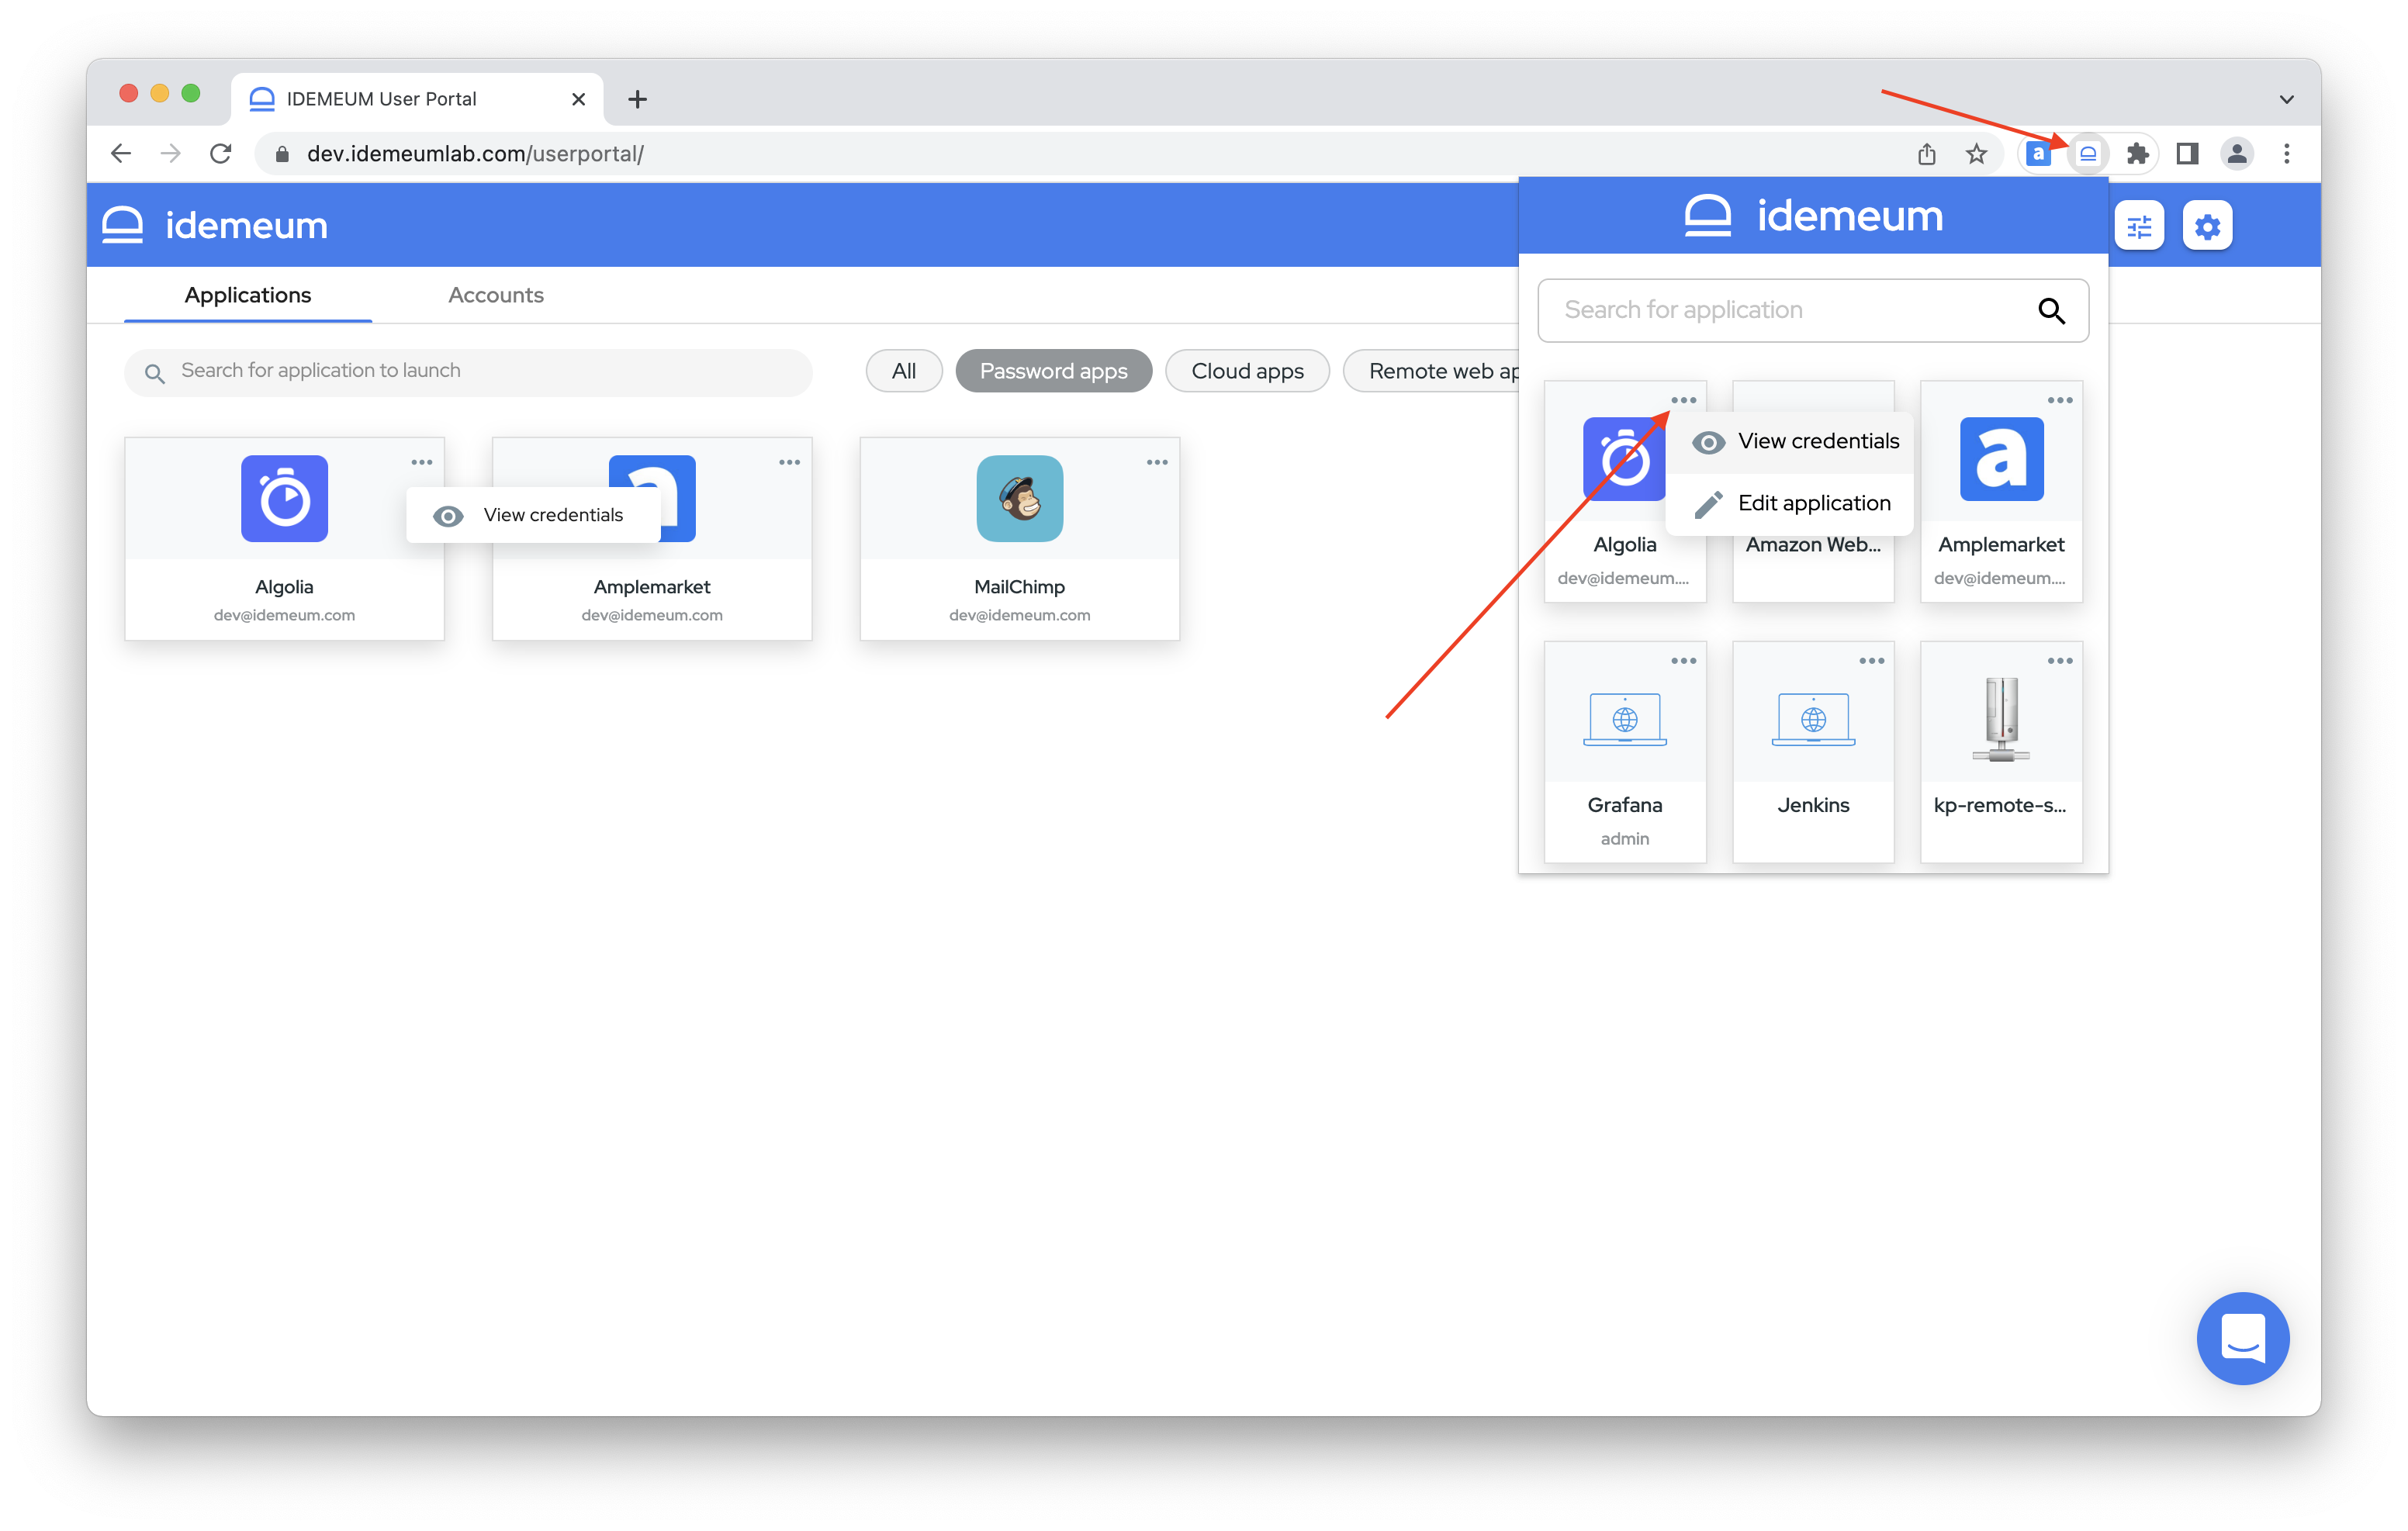 IDEMEUM User Portal
dev.idemeumlab.com/userportal/
a
idemeum
idemeum
Applications
Accounts
Search for application
Search for application to launch
All
Password apps
Cloud apps
Remote web ap
View credentials
Edit application
a
Algolia
Amazon Web...
Amplemarket
dev@idemeum....
dev@idemeum....
View credentials
a
Algolia
Amplemarket
MailChimp
dev@idemeum.com
dev@idemeum.com
dev@idemeum.com
Grafana
Jenkins
kp-remote-s...
admin